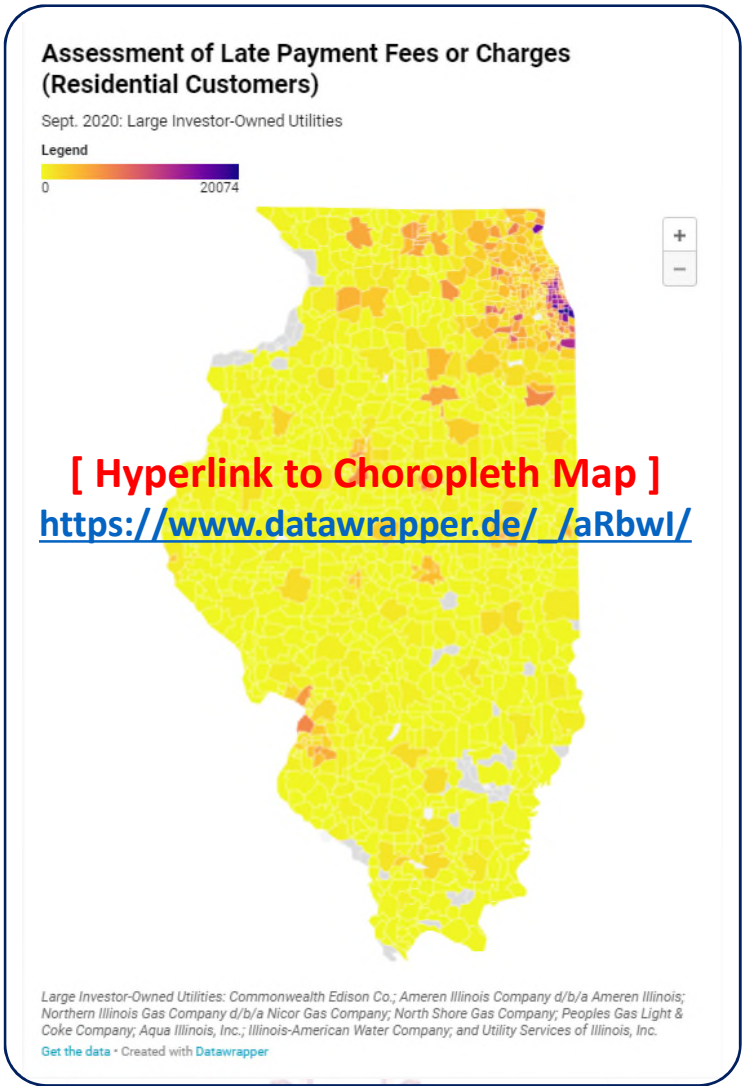 Assessment of Late Payment Fees or Charges
(Residential Customers)
Sept. 2020: Large Investor-Owned Utilities
Legend
0 20074
+
−
[ Hyperlink to Choropleth Map ]
https://www.datawrapper.de/_/aRbwI/
Large Investor-Owned Utilities: Commonwealth Edison Co.; Ameren Illinois Company d/b/a Ameren Illinois;
Northern Illinois Gas Company d/b/a Nicor Gas Company; North Shore Gas Company; Peoples Gas Light &
Coke Company; Aqua Illinois, Inc.; Illinois-American Water Company; and Utility Services of Illinois, Inc.
Get the data • Created with Datawrapper